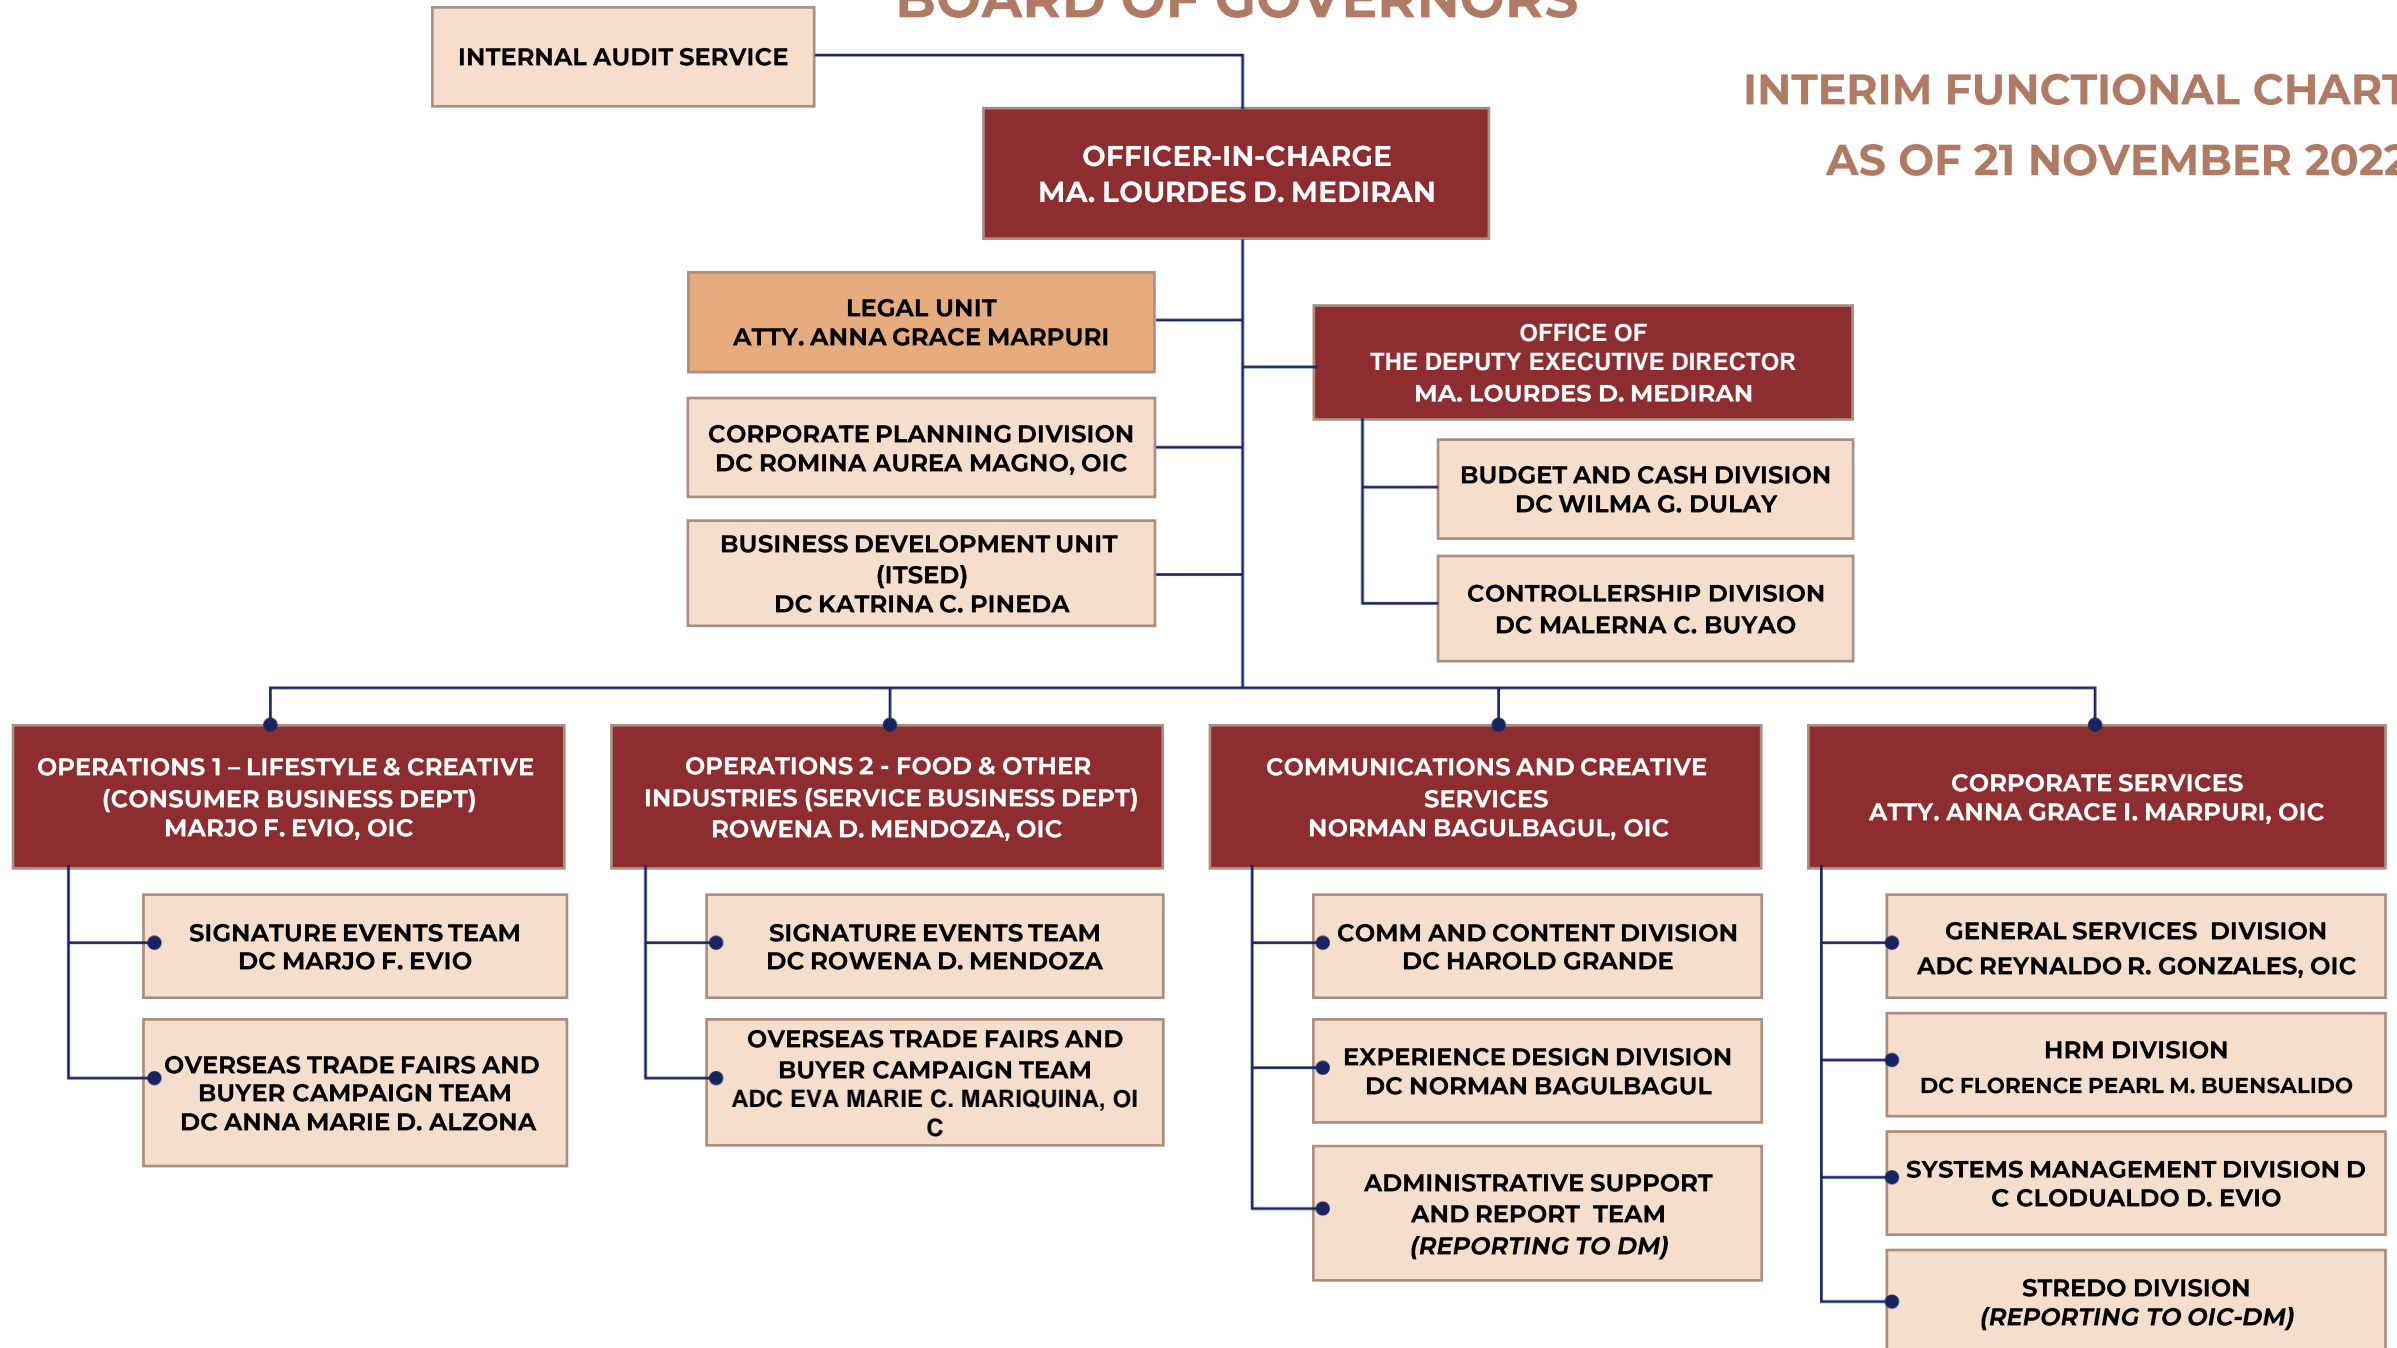 BOARD OF GOVERNORS
INTERNAL AUDIT SERVICE
INTERIM FUNCTIONAL CHART
AS OF 21 NOVEMBER 2022
OFFICER-IN-CHARGE
MA. LOURDES D. MEDIRAN
LEGAL UNIT
ATTY. ANNA GRACE MARPURI
OFFICE OF
THE DEPUTY EXECUTIVE DIRECTOR
MA. LOURDES D. MEDIRAN
CORPORATE PLANNING DIVISION
DC ROMINA AUREA MAGNO, OIC
BUDGET AND CASH DIVISION
DC WILMA G. DULAY
BUSINESS DEVELOPMENT UNIT
(ITSED)
DC KATRINA C. PINEDA
CONTROLLERSHIP DIVISION
DC MALERNA C. BUYAO
OPERATIONS 1 – LIFESTYLE & CREATIVE
(CONSUMER BUSINESS DEPT)
MARJO F. EVIO, OIC
SIGNATURE EVENTS TEAM
DC MARJO F. EVIO
OVERSEAS TRADE FAIRS AND
BUYER CAMPAIGN TEAM
DC ANNA MARIE D. ALZONA
OPERATIONS 2 - FOOD & OTHER
INDUSTRIES (SERVICE BUSINESS DEPT)
ROWENA D. MENDOZA, OIC
SIGNATURE EVENTS TEAM
DC ROWENA D. MENDOZA
OVERSEAS TRADE FAIRS AND
BUYER CAMPAIGN TEAM
ADC EVA MARIE C. MARIQUINA, OI
C
COMMUNICATIONS AND CREATIVE
SERVICES
NORMAN BAGULBAGUL, OIC
COMM AND CONTENT DIVISION
DC HAROLD GRANDE
EXPERIENCE DESIGN DIVISION
DC NORMAN BAGULBAGUL
ADMINISTRATIVE SUPPORT
AND REPORT  TEAM
(REPORTING TO DM)
CORPORATE SERVICES
ATTY. ANNA GRACE I. MARPURI, OIC
GENERAL SERVICES  DIVISION
ADC REYNALDO R. GONZALES, OIC
HRM DIVISION
DC FLORENCE PEARL M. BUENSALIDO
SYSTEMS MANAGEMENT DIVISION D
C CLODUALDO D. EVIO
STREDO DIVISION
(REPORTING TO OIC-DM)